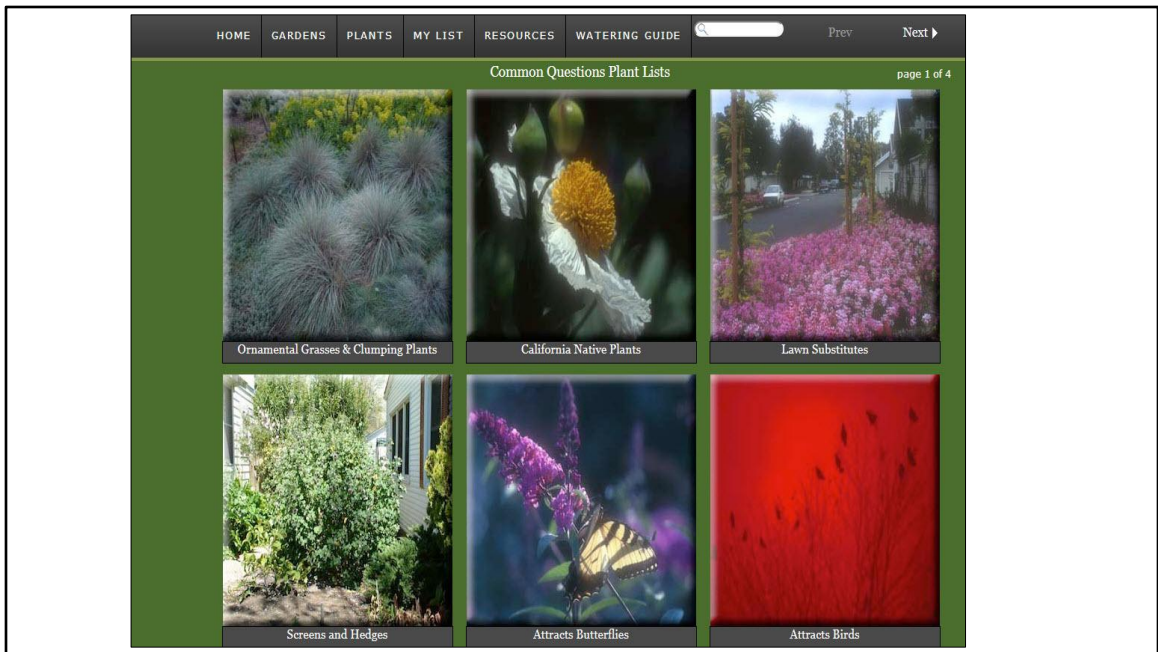 HOME GARDENS PLANTS MY LIST RESOURCES WATERING GUIDE Prev Next
Common Questions Plant Lists
page 1 of 4
Ornamental Grasses & Clumping Plants
California Native Plants
Lawn Substitutes
Screens and Hedges
Attracts Butterflies
Attracts Birds